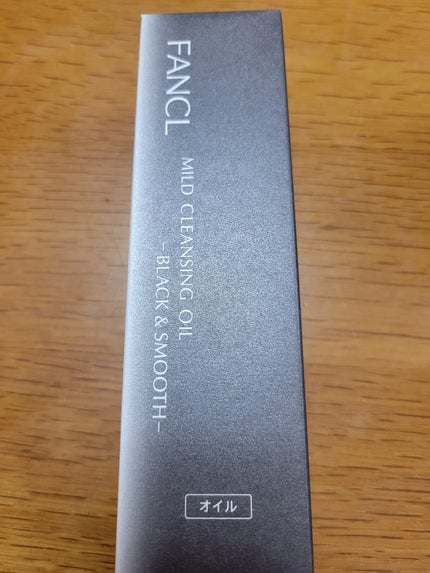 FANCL
MILD CLEANSING OIL
-BLACK & SMOOTH-
オイル